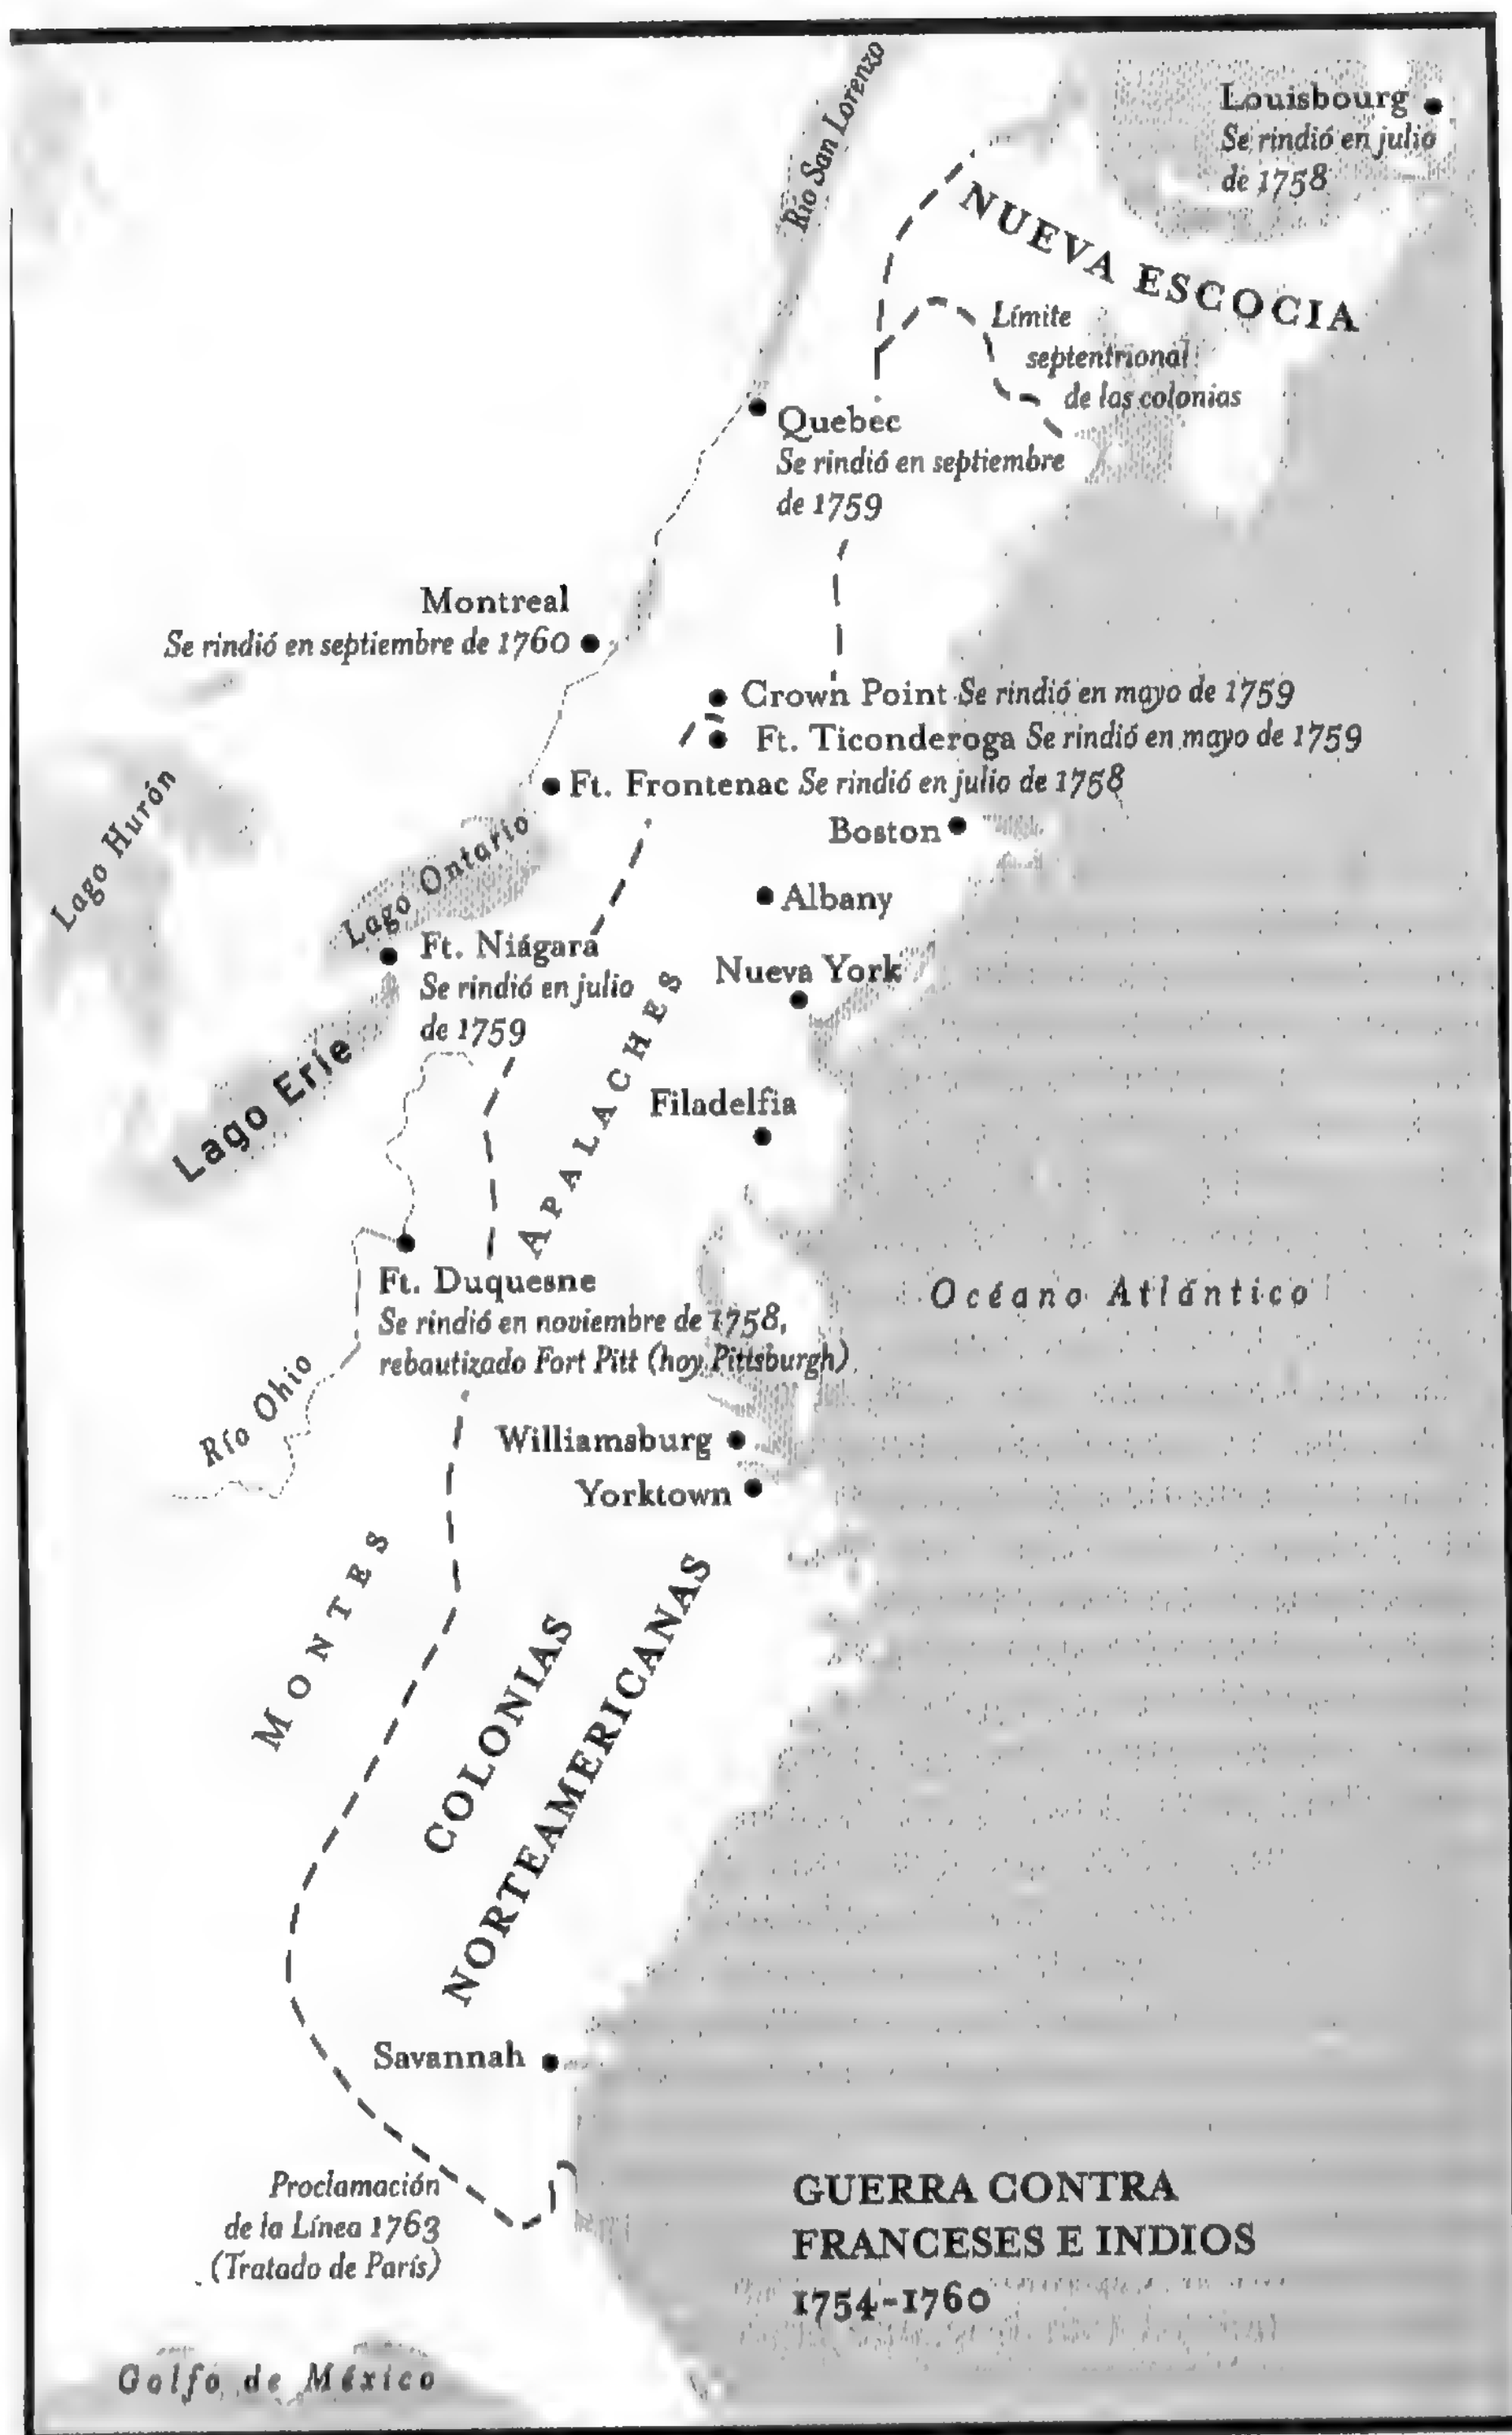 Río San Lorenzo
Louisbourg
Se rindió en julio
de 1758
NUEVA ESCOCIA
Límite
septentrional
de las colonias
Quebec
Se rindió en septiembre
de 1759
Montreal
Se rindió en septiembre de 1760
Crown Point Se rindió en mayo de 1759
Ft. Ticonderoga Se rindió en mayo de 1759
Ft. Frontenac Se rindió en julio de 1758
Lago Hurón
Boston
Lago Ontario
Albany
Ft. Niágara
Se rindió en julio
de 1759
Nueva York
Lago Erie
Filadelfia
Ft. Duquesne
Se rindió en noviembre de 1758,
rebautizado Fort Pitt (hoy Pittsburgh)
Océano Atlántico
Río Ohio
Williamsburg
Yorktown
MONTES
APALACHES
COLONIAS
NORTEAMERICANAS
Savannah
Proclamación
de la Línea 1763
(Tratado de París)
GUERRA CONTRA
FRANCESES E INDIOS
1754-1760
Golfo de México